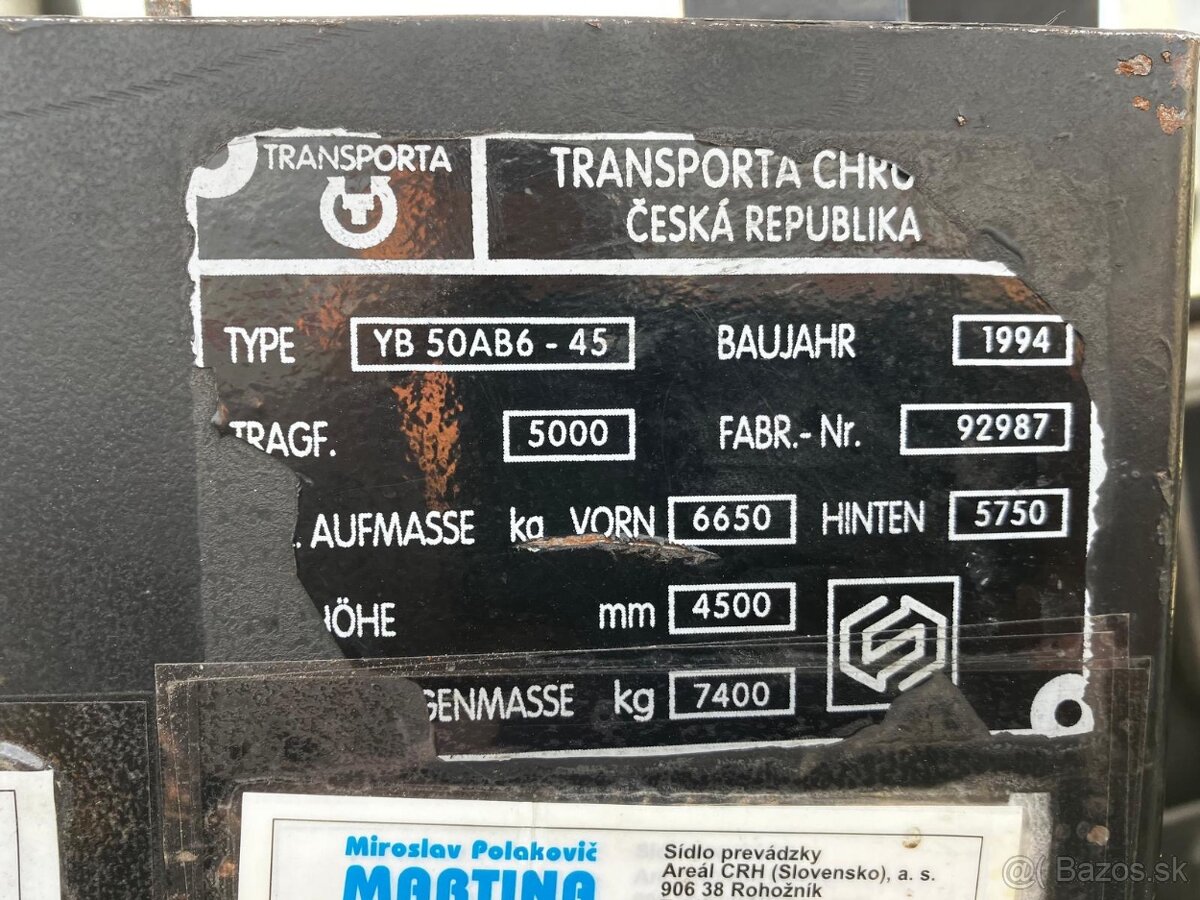 TRANSPORTA
TRANSPORTA CHRU
ČESKÁ REPUBLIKA
TYPE YB 50AB6 - 45 BAUJAHR 1994
TRAGF. 5000 FABR.- Nr. 92987
. AUFMASSE kg VORN 6650 HINTEN 5750
HÖHE mm 4500
GENMASSE kg 7400
Miroslav Polakovič
MARTINA
Sídlo prevádzky
Areál CRH (Slovensko), a. s.
906 38 Rohožník
@Bazos.sk